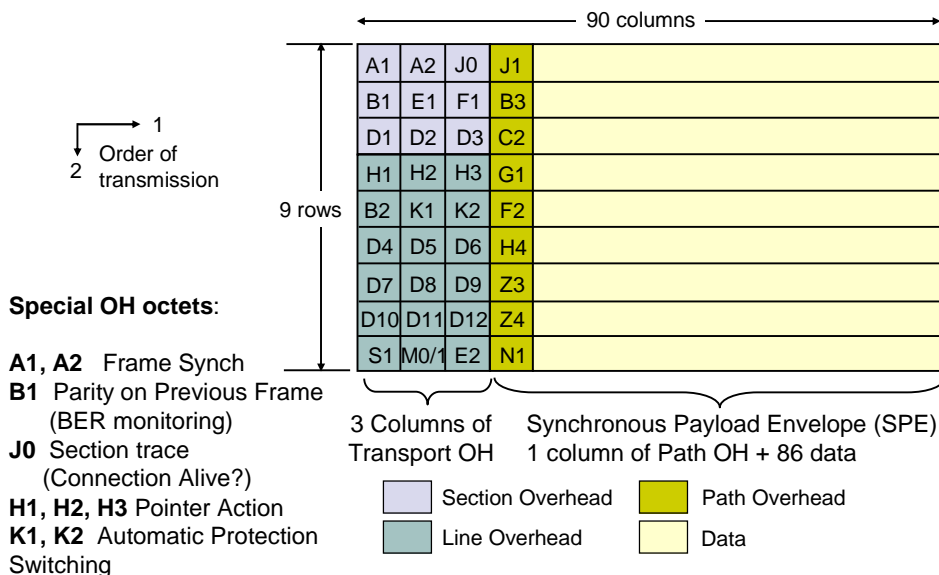 90 columns
A1 A2 J0 J1
B1 E1 F1 B3
D1 D2 D3 C2
H1 H2 H3 G1
B2 K1 K2 F2
D4 D5 D6 H4
D7 D8 D9 Z3
D10 D11 D12 Z4
S1 M0/1 E2 N1
1
2
Order of
transmission
9 rows
Special OH octets:
A1, A2 Frame Synch
B1 Parity on Previous Frame
(BER monitoring)
J0 Section trace
(Connection Alive?)
H1, H2, H3 Pointer Action
K1, K2 Automatic Protection
Switching
3 Columns of
Transport OH
Synchronous Payload Envelope (SPE)
1 column of Path OH + 86 data
Section Overhead
Path Overhead
Line Overhead
Data